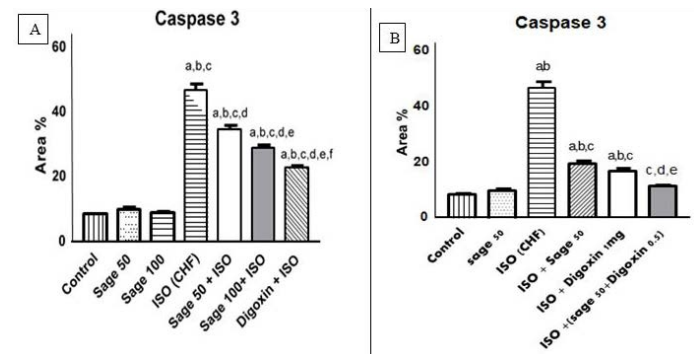 A
Caspase 3
Area %
60
40
20
0
a,b,c
a,b,c,d
a,b,c,d,e
a,b,c,d,e,f
Control
Sage 50
Sage 100
ISO (CHF)
Sage 50 + ISO
Sage 100+ ISO
Digoxin + ISO
B
Caspase 3
Area %
60
40
20
0
a,b
a,b,c
a,b,c
c,d,e
Control
sage 50
ISO (CHF)
ISO + Sage 50
ISO + Digoxin 1mg
ISO +(sage 50+Digoxin 0.5)